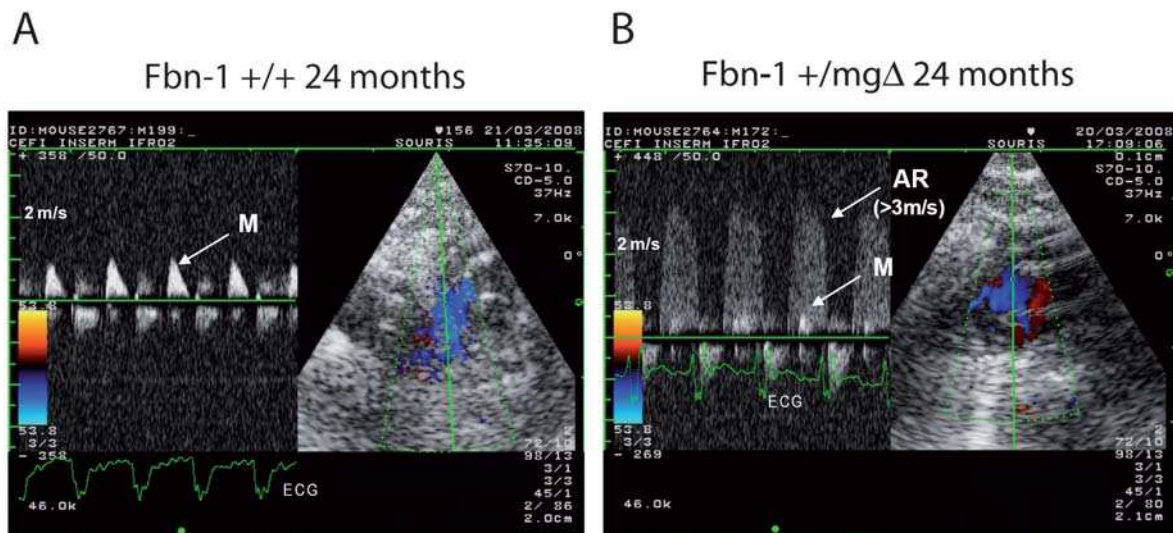 A
Fbn-1 +/+ 24 months
ID:MOUSE2767:M199:_
♥156 21/03/2008
CEFI INSERM IFR02
SOURIS
11:35:09
+ 358 /50.0
S70-10.
CD-5.0
37Hz
7.0k
0°
2 m/s
M
53.8
53.8
3/3
- 358
ECG
46.0k
2
72/10
98/13
3/1
3/3
45/1
2/ 86
2.0cm
B
Fbn-1 +/mgΔ 24 months
ID:MOUSE2764:M172:_
♥
20/03/2008
CEFI INSERM IFR02
SOURIS
17:09:06
+ 448 /50.0
0.1cm
S70-10.
CD-5.0
37Hz
7.0k
0°
AR
(>3m/s)
2 m/s
M
53.8
53.8
3/3
- 269
ECG
46.0k
2
72/10
98/13
3/1
3/3
45/1
2/ 80
2.1cm